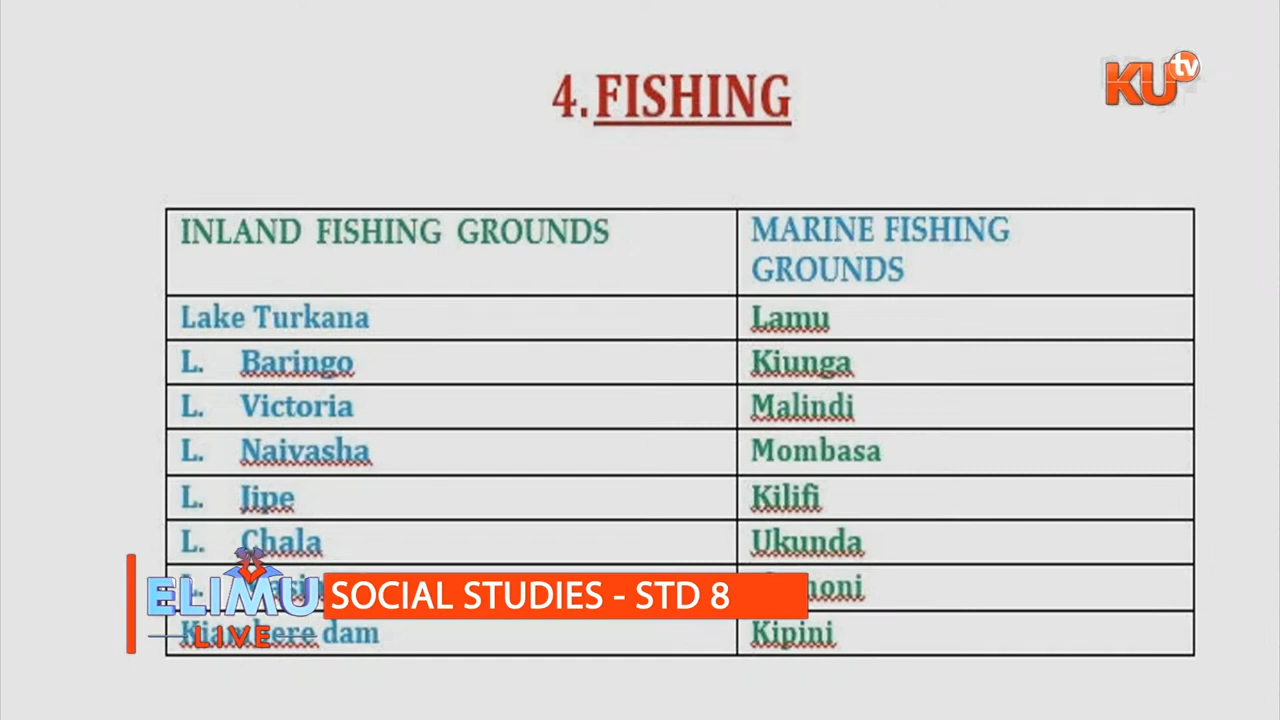 KU tv
4. FISHING
INLAND FISHING GROUNDS
MARINE FISHING
GROUNDS
Lake Turkana
Lamu
L. Baringo
Kiunga
L. Victoria
Malindi
L. Naivasha
Mombasa
L. Jipe
Kilifi
L. Chala
Ukunda
ELIMU
LIVE
SOCIAL STUDIES - STD 8
dam
Kipini